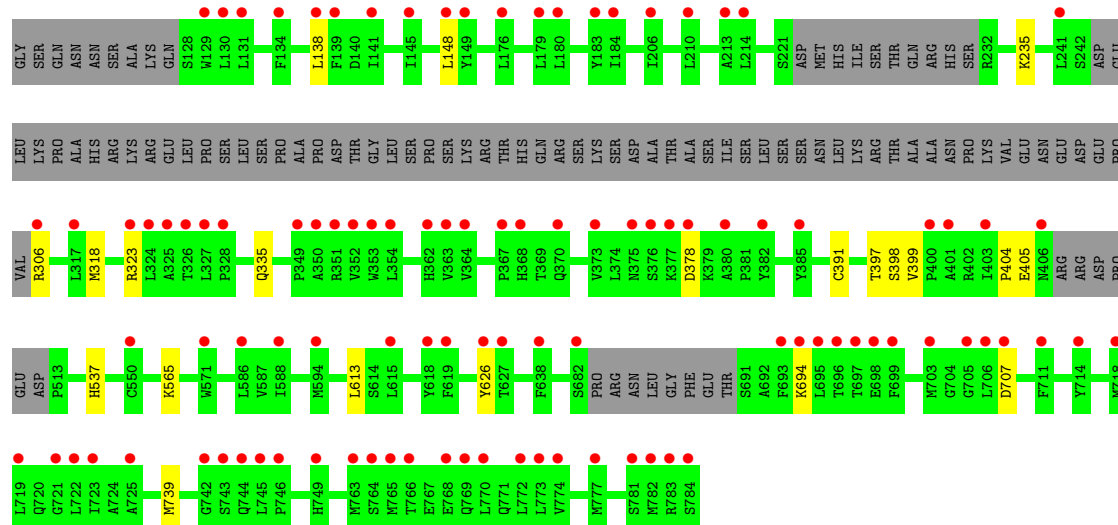 GLY SER GLN ASN ASN SER ALA LYS GLN S128 W129 L130 L131 F134 L138 F139 D140 I141 I145 L148 Y149 L176 L179 L180 Y183 I184 I206 L210 A213 L214 S221 ASP MET HIS ILE SER THR GLN ARG HIS SER R232 K235 L241 S242 ASP GLU
LEU LYS PRO ALA HIS ARG LYS ARG GLU LEU PRO SER LEU SER PRO ALA PRO ASP THR GLY LEU SER PRO SER LYS ARG THR HIS GLN ARG SER LYS SER ASP ALA THR ALA SER ILE SER LEU SER SER ASN LEU LYS ARG THR ALA ALA ASN PRO LYS VAL GLU ASN GLU ASP GLU PRO
VAL R306 L317 M318 R323 L324 A325 T326 L327 P328 Q335 P349 A350 R351 V352 W353 L354 H362 V363 V364 P367 H368 T369 Q370 V373 L374 N375 S376 K377 D378 K379 A380 P381 Y382 Y385 C391 T397 S398 V399 P400 A401 R402 I403 P404 E405 N406 ARG ARG ASP PRO
GLU ASP P513 H537 C550 K565 W571 L586 V587 I588 M594 L613 S614 L615 Y618 F619 Y626 T627 F638 S682 PRO ARG ASN LEU GLY PHE GLU THR S691 A692 F693 K694 L695 T696 T697 E698 F699 M703 G704 G705 L706 D707 F711 Y714 M718
L719 Q720 G721 L722 I723 A724 A725 M739 G742 S743 Q744 L745 P746 H749 M763 S764 M765 T766 E767 E768 Q769 L770 Q771 L772 L773 V774 M777 S781 M782 R783 S784